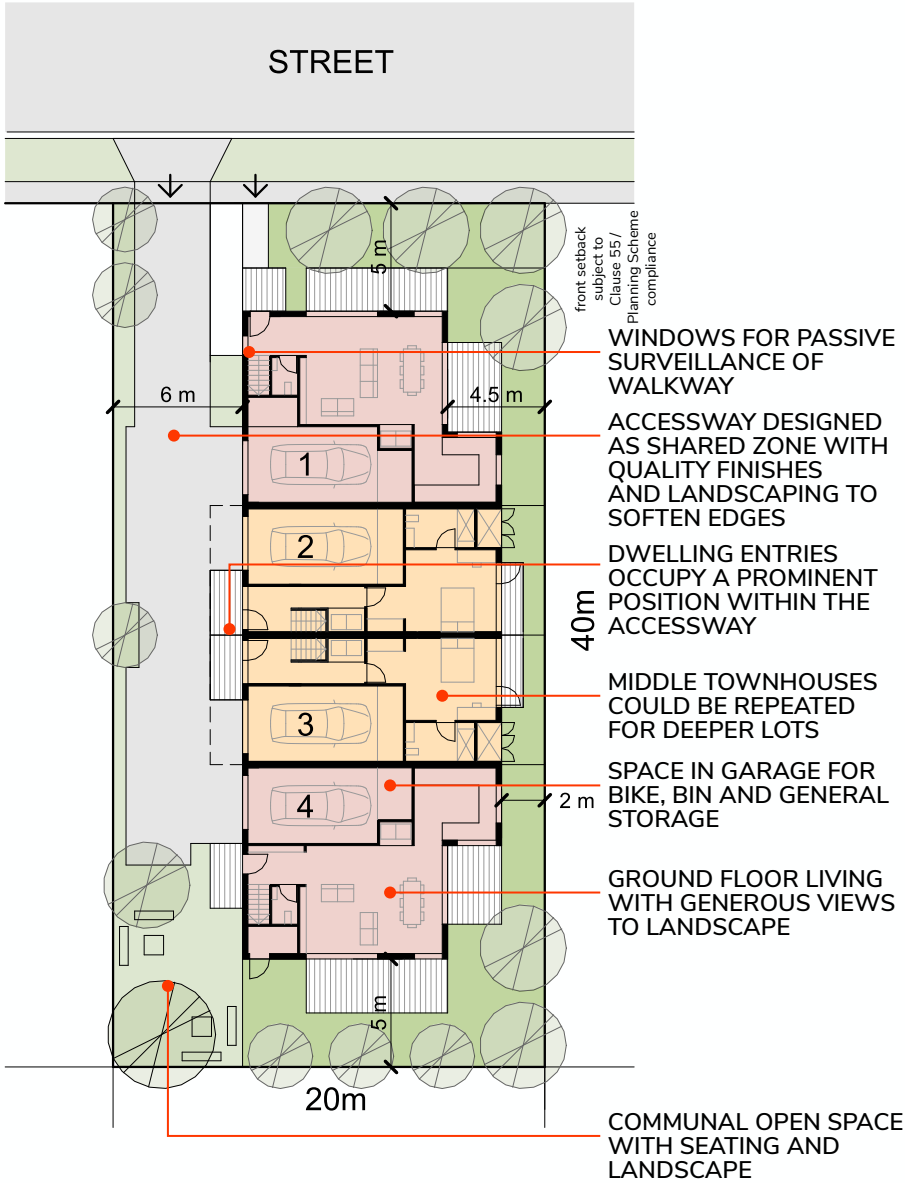 STREET
5 m
front setback
subject to
Clause 55 /
Planning Scheme
compliance
WINDOWS FOR PASSIVE
SURVEILLANCE OF
WALKWAY
6 m
4.5 m
ACCESSWAY DESIGNED
AS SHARED ZONE WITH
QUALITY FINISHES
AND LANDSCAPING TO
SOFTEN EDGES
1
2
DWELLING ENTRIES
OCCUPY A PROMINENT
POSITION WITHIN THE
ACCESSWAY
40m
MIDDLE TOWNHOUSES
COULD BE REPEATED
FOR DEEPER LOTS
3
SPACE IN GARAGE FOR
BIKE, BIN AND GENERAL
STORAGE
4
2 m
GROUND FLOOR LIVING
WITH GENEROUS VIEWS
TO LANDSCAPE
5 m
20m
COMMUNAL OPEN SPACE
WITH SEATING AND
LANDSCAPE